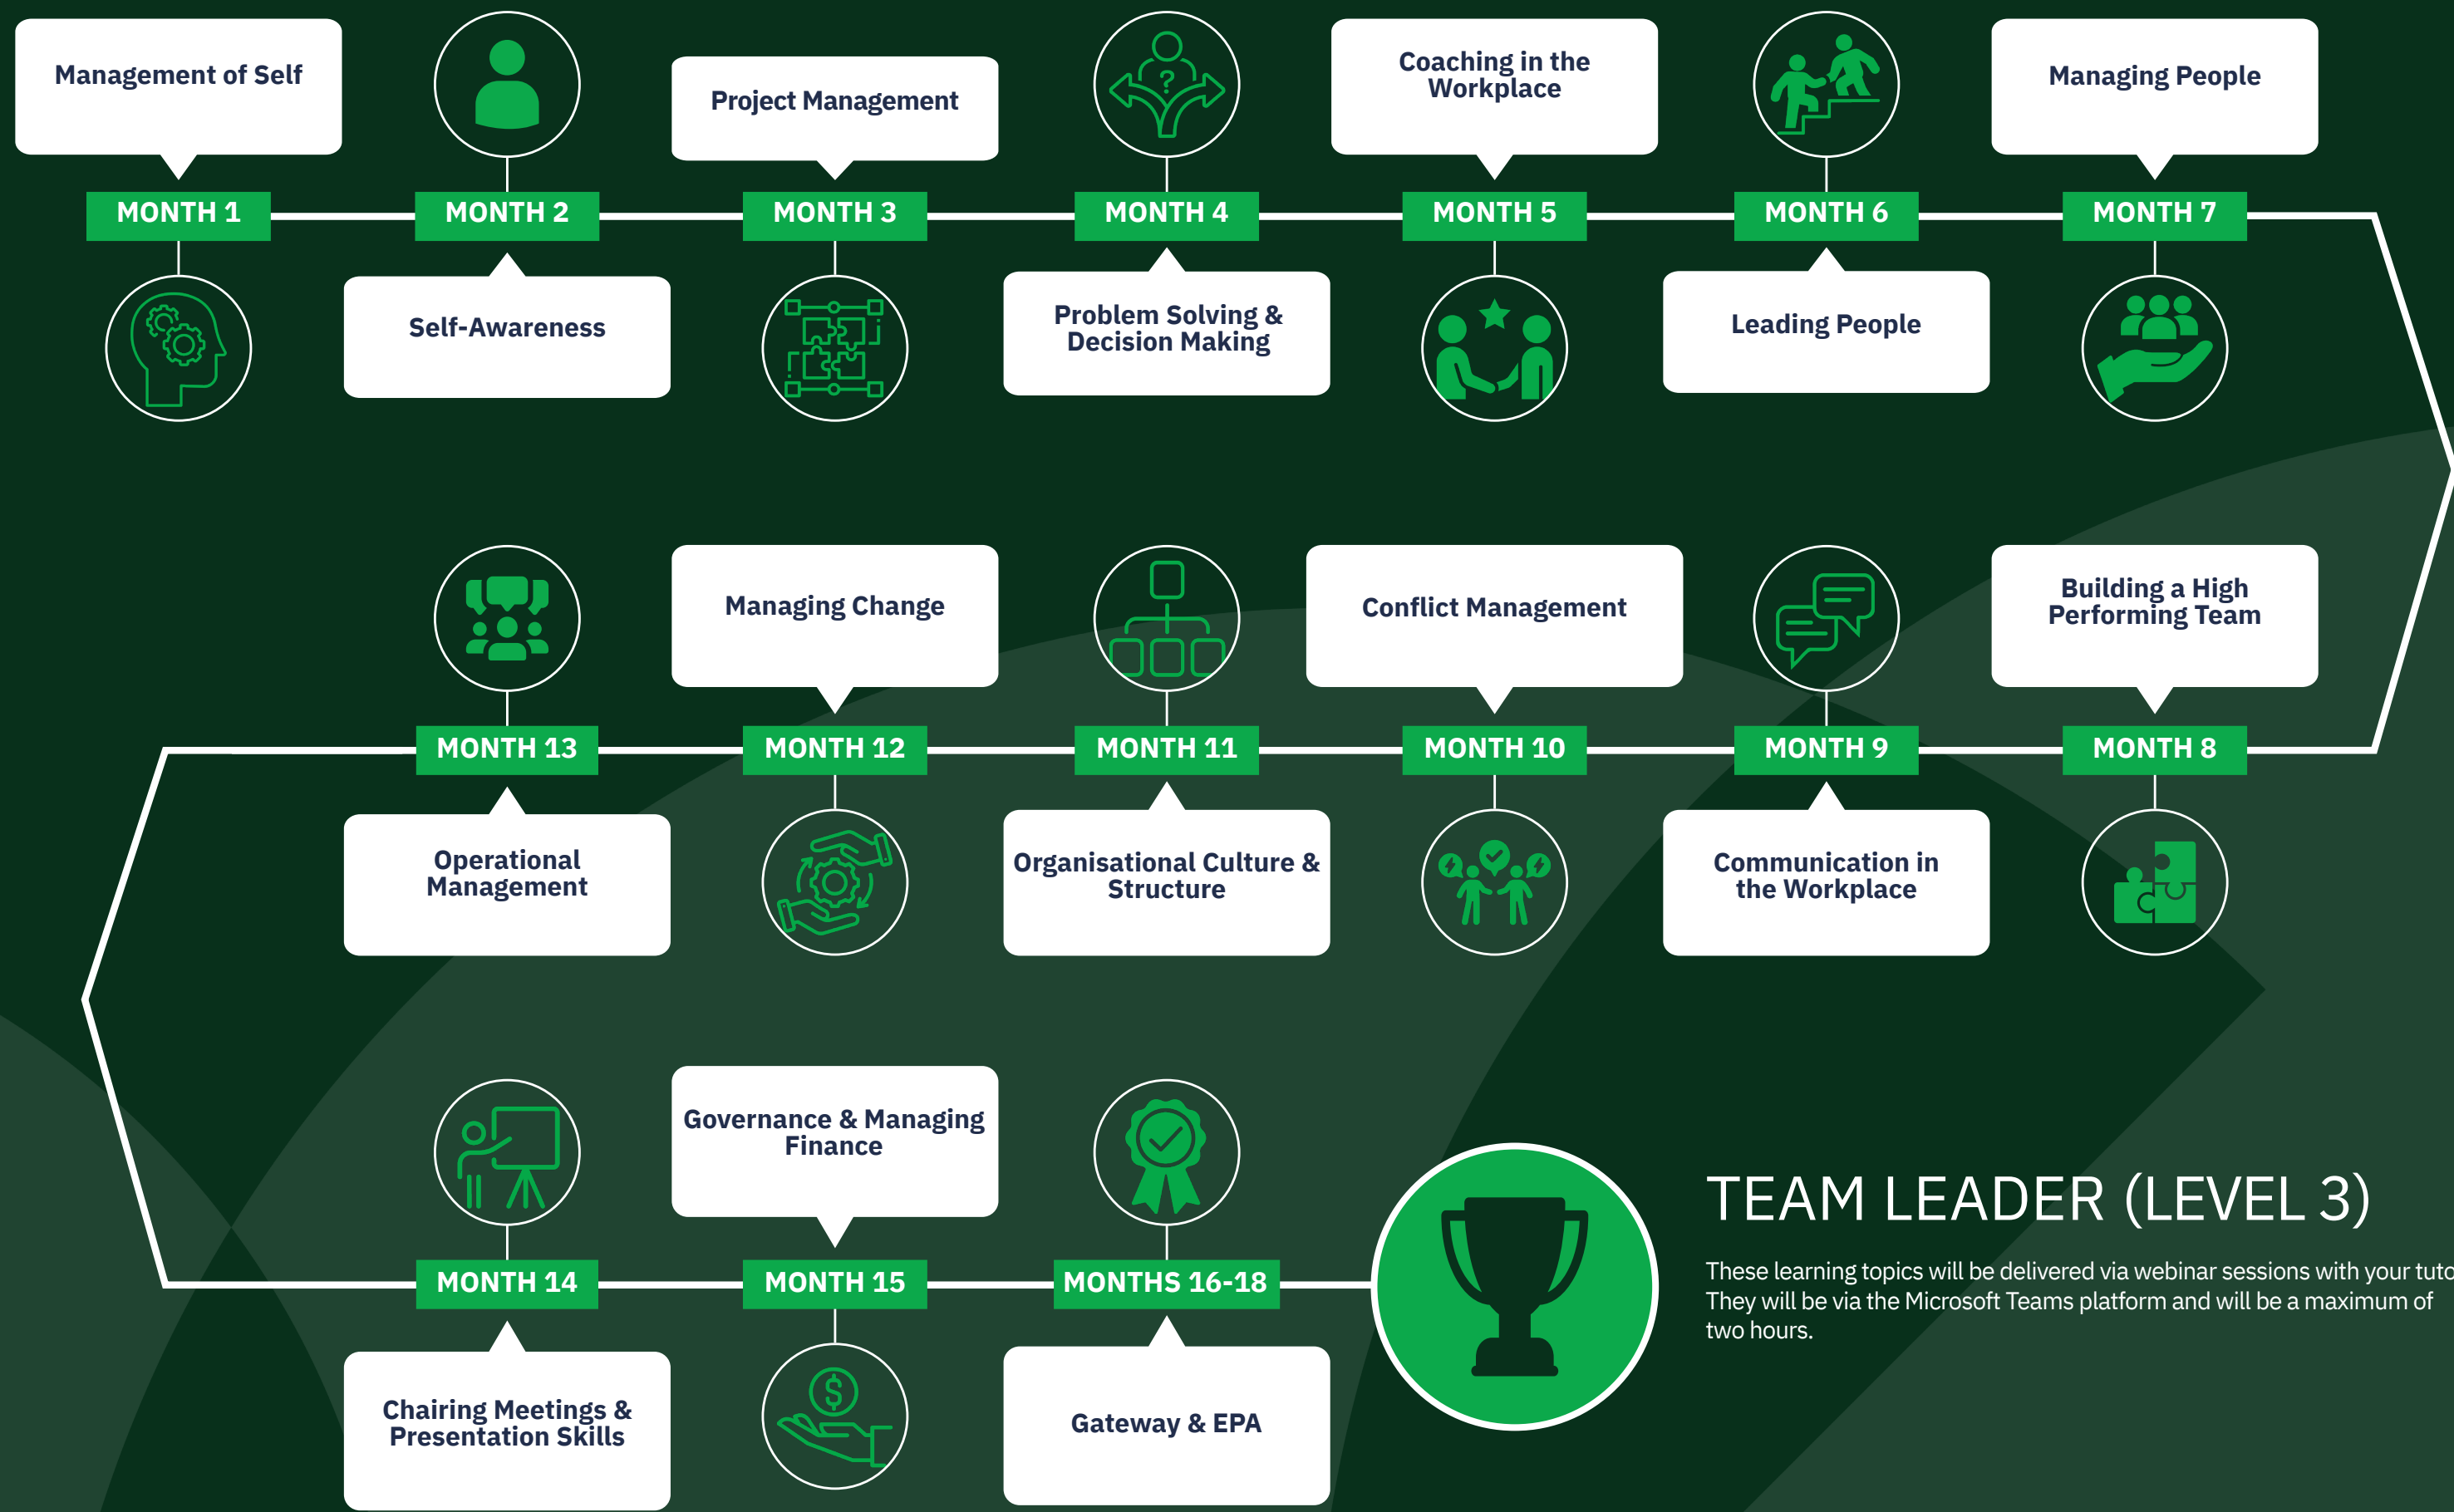 Management of Self
MONTH 1
MONTH 2
Self-Awareness
Project Management
MONTH 3
?
MONTH 4
Problem Solving &
Decision Making
Coaching in the
Workplace
MONTH 5
MONTH 6
Leading People
Managing People
MONTH 7
Building a High
Performing Team
MONTH 8
MONTH 9
Communication in
the Workplace
Conflict Management
MONTH 10
MONTH 11
Organisational Culture &
Structure
Managing Change
MONTH 12
MONTH 13
Operational
Management
MONTH 14
Chairing Meetings &
Presentation Skills
Governance & Managing
Finance
MONTH 15
$
MONTHS 16-18
Gateway & EPA
TEAM LEADER (LEVEL 3)
These learning topics will be delivered via webinar sessions with your tuto
They will be via the Microsoft Teams platform and will be a maximum of
two hours.